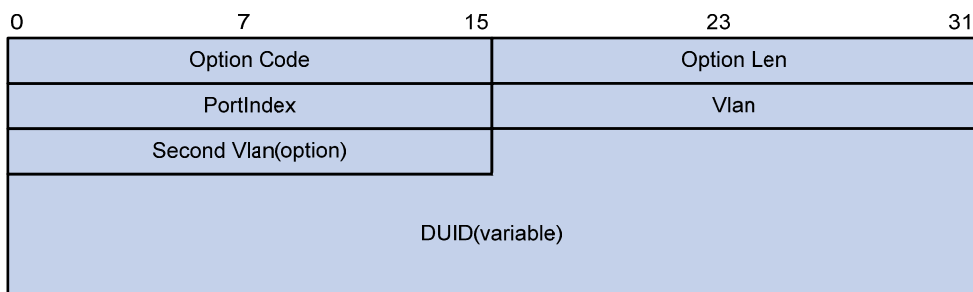 0 7 15 23 31
Option Code Option Len
PortIndex Vlan
Second Vlan(option)
DUID(variable)